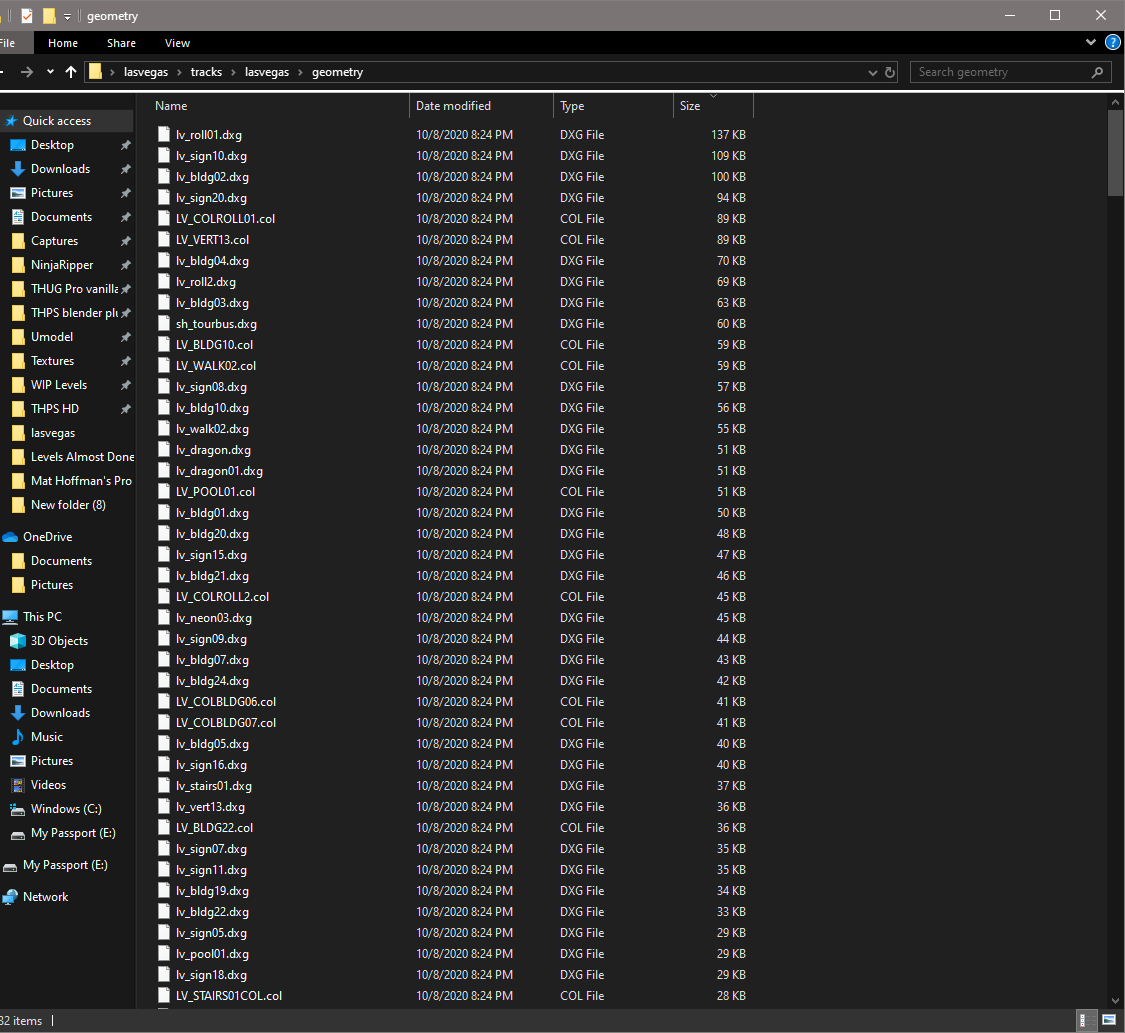 geometry
File Home Share View
lasvegas > tracks > lasvegas > geometry
Search geometry
Quick access
Desktop
Downloads
Pictures
Documents
Captures
NinjaRipper
THUG Pro vanilla
THPS blender plu
Umodel
Textures
WIP Levels
THPS HD
lasvegas
Levels Almost Done
Mat Hoffman's Pro
New folder (8)
OneDrive
Documents
Pictures
This PC
3D Objects
Desktop
Documents
Downloads
Music
Pictures
Videos
Windows (C:)
My Passport (E:)
My Passport (E:)
Network
Name Date modified Type Size
lv_roll01.dxg 10/8/2020 8:24 PM DXG File 137 KB
lv_sign10.dxg 10/8/2020 8:24 PM DXG File 109 KB
lv_bldg02.dxg 10/8/2020 8:24 PM DXG File 100 KB
lv_sign20.dxg 10/8/2020 8:24 PM DXG File 94 KB
LV_COLROLL01.col 10/8/2020 8:24 PM COL File 89 KB
LV_VERT13.col 10/8/2020 8:24 PM COL File 89 KB
lv_bldg04.dxg 10/8/2020 8:24 PM DXG File 70 KB
lv_roll2.dxg 10/8/2020 8:24 PM DXG File 69 KB
lv_bldg03.dxg 10/8/2020 8:24 PM DXG File 63 KB
sh_tourbus.dxg 10/8/2020 8:24 PM DXG File 60 KB
LV_BLDG10.col 10/8/2020 8:24 PM COL File 59 KB
LV_WALK02.col 10/8/2020 8:24 PM COL File 59 KB
lv_sign08.dxg 10/8/2020 8:24 PM DXG File 57 KB
lv_bldg10.dxg 10/8/2020 8:24 PM DXG File 56 KB
lv_walk02.dxg 10/8/2020 8:24 PM DXG File 55 KB
lv_dragon.dxg 10/8/2020 8:24 PM DXG File 51 KB
lv_dragon01.dxg 10/8/2020 8:24 PM DXG File 51 KB
LV_POOL01.col 10/8/2020 8:24 PM COL File 51 KB
lv_bldg01.dxg 10/8/2020 8:24 PM DXG File 50 KB
lv_bldg20.dxg 10/8/2020 8:24 PM DXG File 48 KB
lv_sign15.dxg 10/8/2020 8:24 PM DXG File 47 KB
lv_bldg21.dxg 10/8/2020 8:24 PM DXG File 46 KB
LV_COLROLL2.col 10/8/2020 8:24 PM COL File 45 KB
lv_neon03.dxg 10/8/2020 8:24 PM DXG File 45 KB
lv_sign09.dxg 10/8/2020 8:24 PM DXG File 44 KB
lv_bldg07.dxg 10/8/2020 8:24 PM DXG File 43 KB
lv_bldg24.dxg 10/8/2020 8:24 PM DXG File 42 KB
LV_COLBLDG06.col 10/8/2020 8:24 PM COL File 41 KB
LV_COLBLDG07.col 10/8/2020 8:24 PM COL File 41 KB
lv_bldg05.dxg 10/8/2020 8:24 PM DXG File 40 KB
lv_sign16.dxg 10/8/2020 8:24 PM DXG File 40 KB
lv_stairs01.dxg 10/8/2020 8:24 PM DXG File 37 KB
lv_vert13.dxg 10/8/2020 8:24 PM DXG File 36 KB
LV_BLDG22.col 10/8/2020 8:24 PM COL File 36 KB
lv_sign07.dxg 10/8/2020 8:24 PM DXG File 35 KB
lv_sign11.dxg 10/8/2020 8:24 PM DXG File 35 KB
lv_bldg19.dxg 10/8/2020 8:24 PM DXG File 34 KB
lv_bldg22.dxg 10/8/2020 8:24 PM DXG File 33 KB
lv_sign05.dxg 10/8/2020 8:24 PM DXG File 29 KB
lv_pool01.dxg 10/8/2020 8:24 PM DXG File 29 KB
lv_sign18.dxg 10/8/2020 8:24 PM DXG File 29 KB
LV_STAIRS01COL.col 10/8/2020 8:24 PM COL File 28 KB
32 items